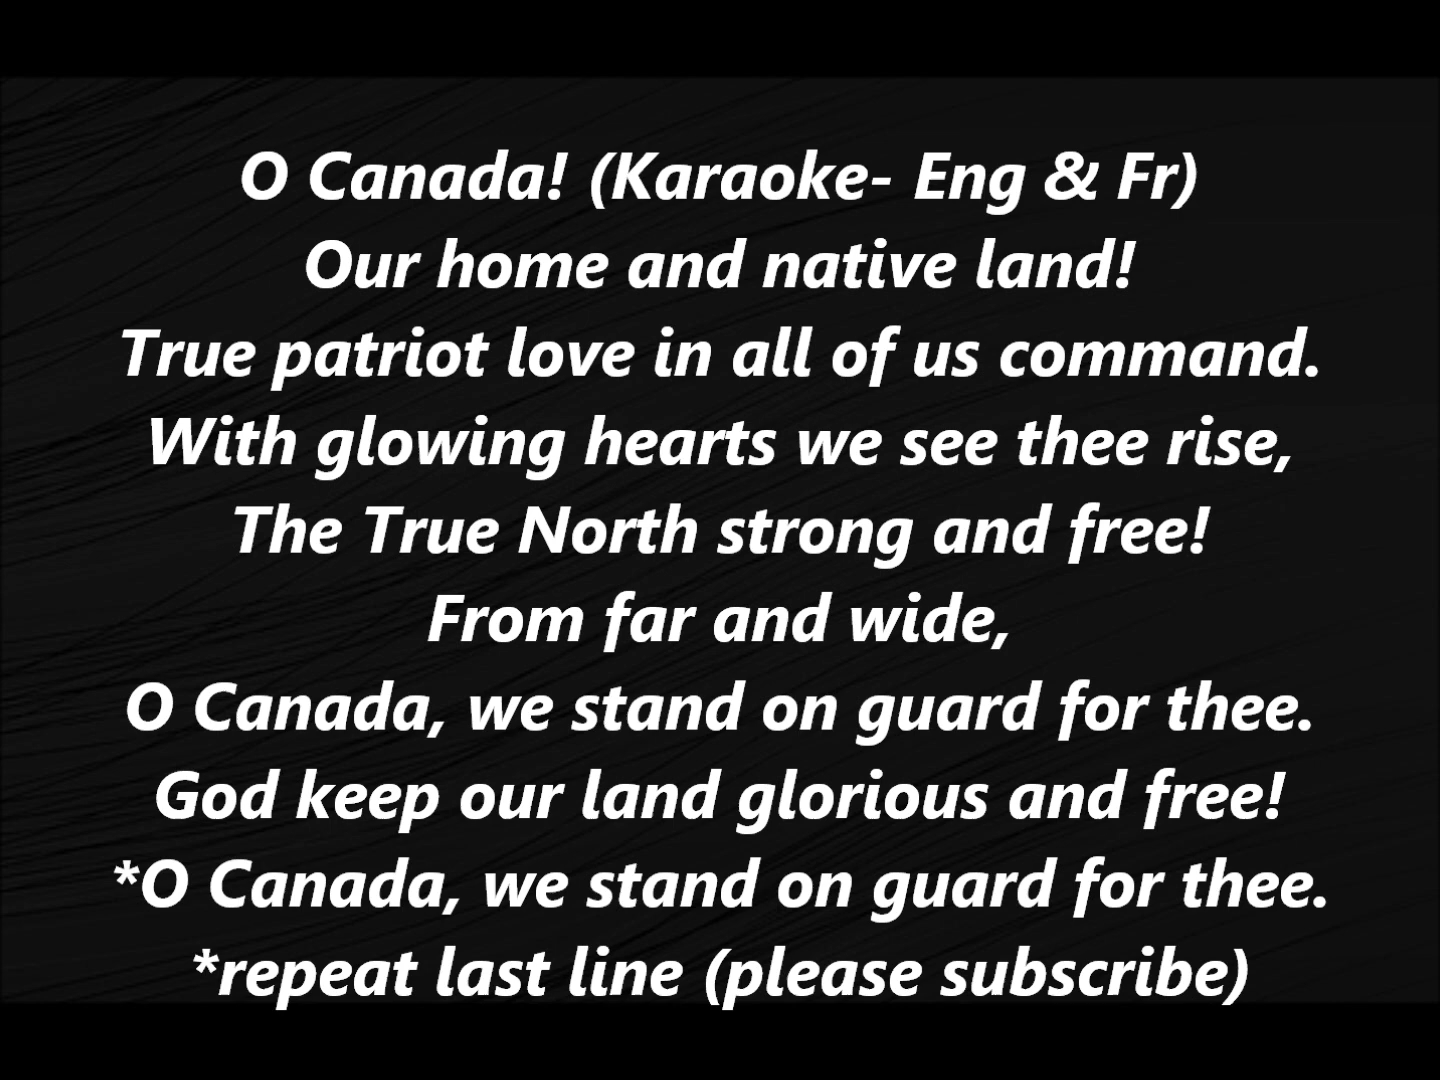 O Canada! (Karaoke- Eng & Fr)
Our home and native land!
True patriot love in all of us command.
With glowing hearts we see thee rise,
The True North strong and free!
From far and wide,
O Canada, we stand on guard for thee.
God keep our land glorious and free!
*O Canada, we stand on guard for thee.
*repeat last line (please subscribe)